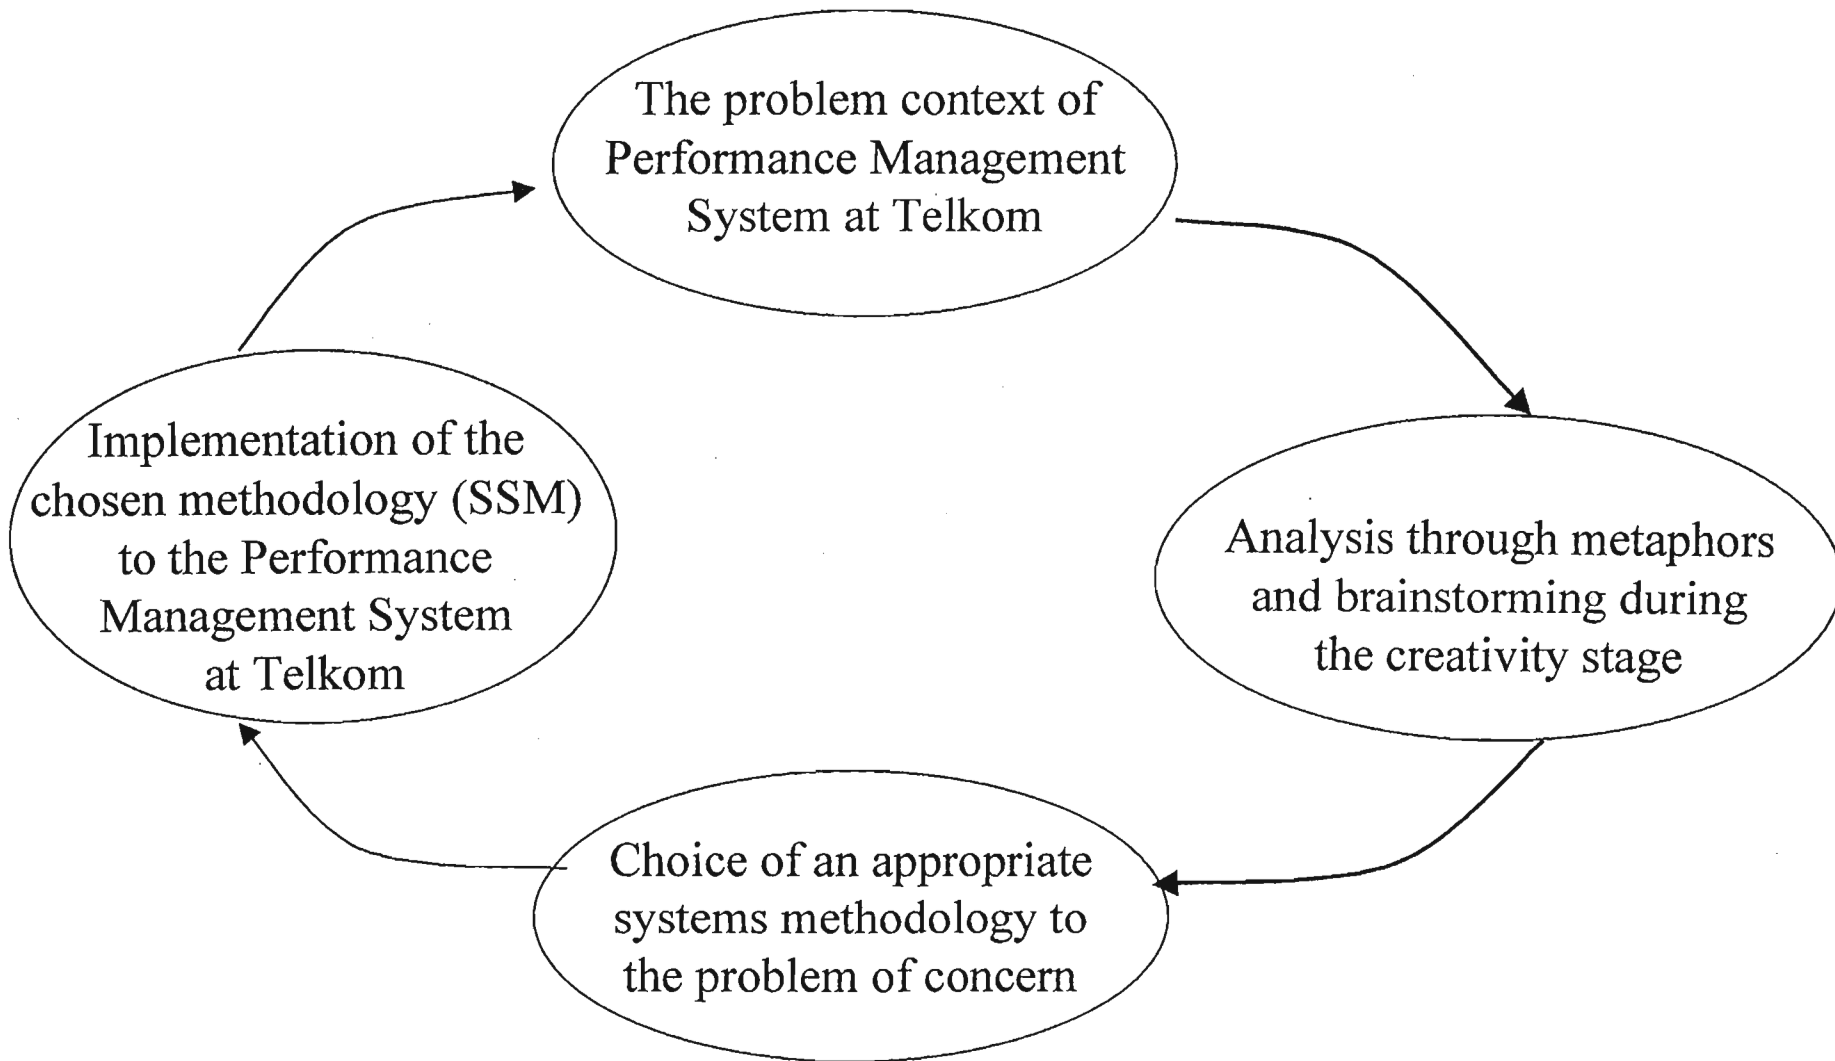 The problem context of
Performance Management
System at Telkom
Analysis through metaphors
and brainstorming during
the creativity stage
Choice of an appropriate
systems methodology to
the problem of concern
Implementation of the
chosen methodology (SSM)
to the Performance
Management System
at Telkom